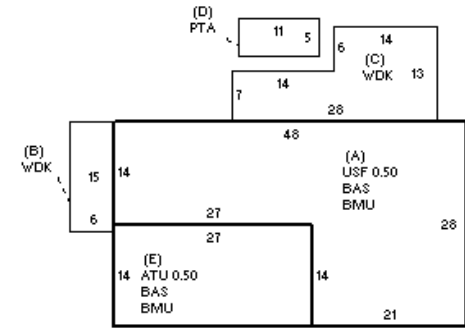 (D)
PTA
11
5
14
6
(C)
WDK
13
14
7
28
48
(B)
WDK
15
6
14
(A)
USF 0.50
BAS
BMU
28
27
27
(E)
14
ATU 0.50
BAS
BMU
14
21